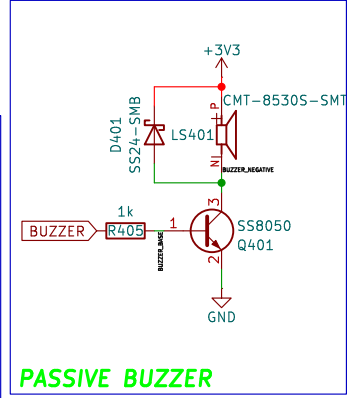 +3V3
CMT-8530S-SMT
P
D401
SS24-SMB
LS401
N
BUZZER_NEGATIVE
3
1k
SS8050
BUZZER
R405
1
BUZZER_BASE
Q401
2
GND
PASSIVE BUZZER